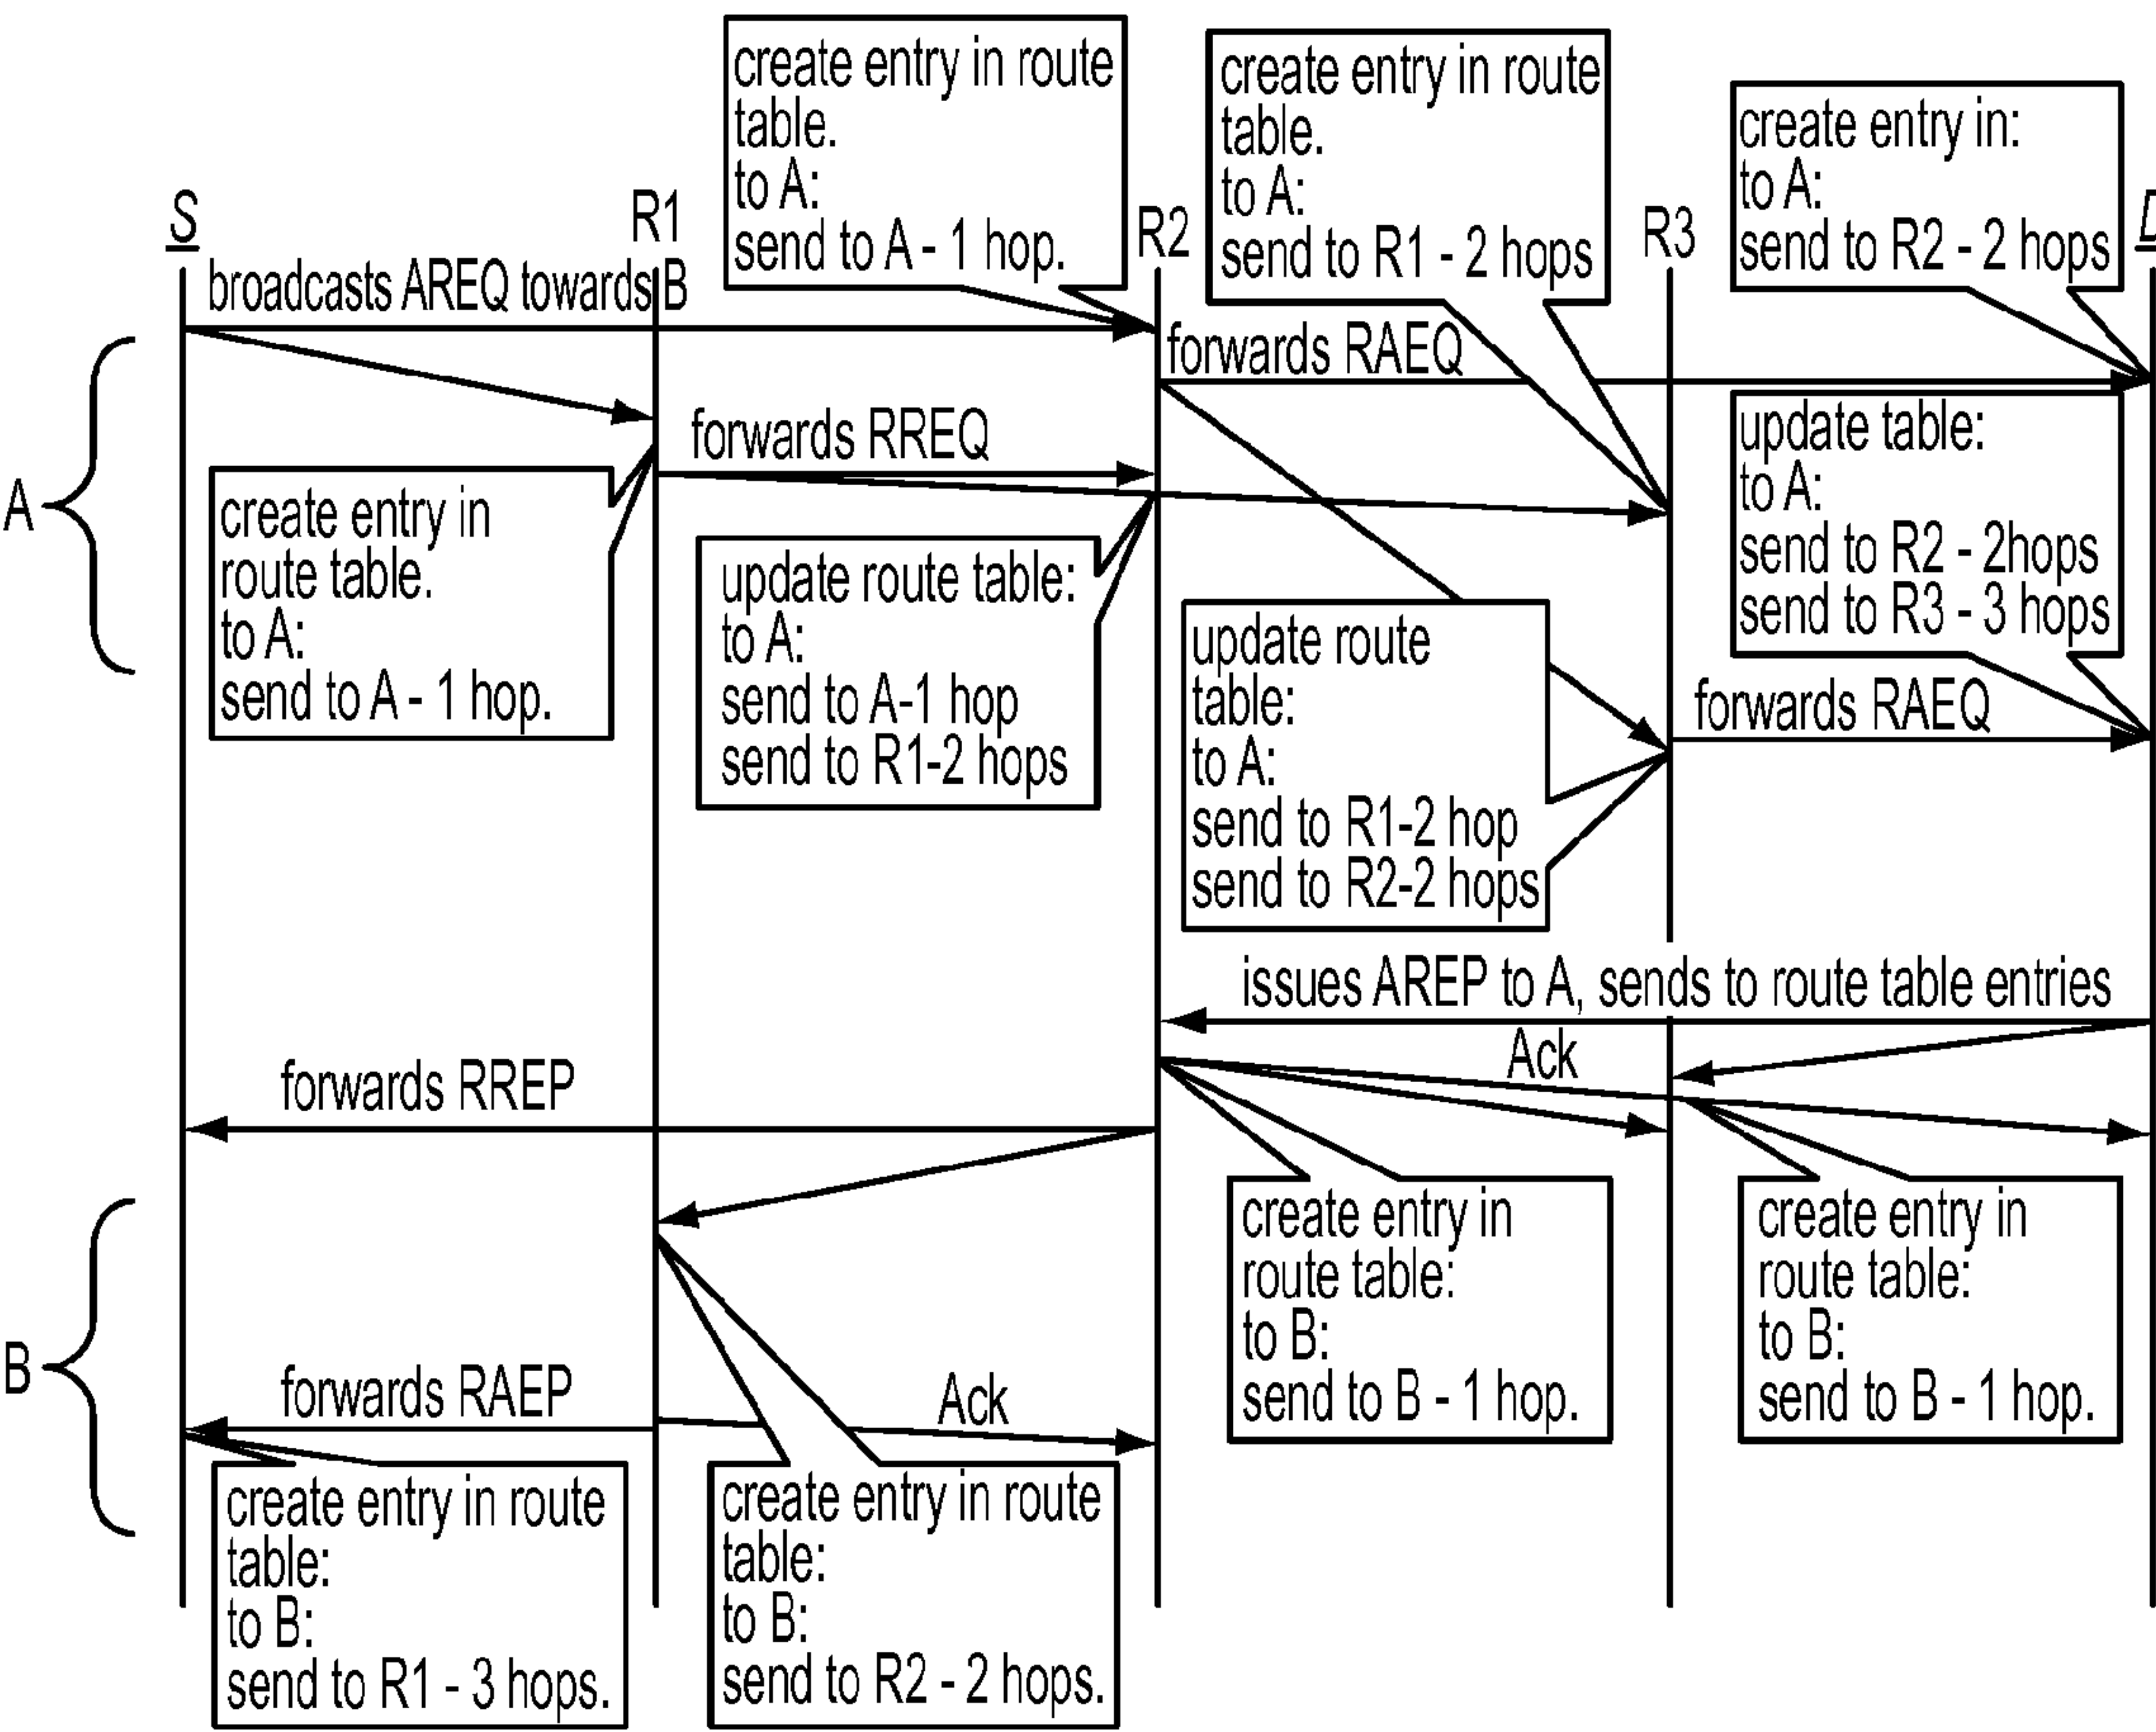 create entry in route
table.
to A:
send to A - 1 hop.
create entry in route
table.
to A:
send to R1 - 2 hops
create entry in:
to A:
send to R2 - 2 hops
S
R1
R2
R3
broadcasts AREQ towards B
forwards RAEQ
forwards RREQ
A
create entry in
route table.
to A:
send to A - 1 hop.
update route table:
to A:
send to A-1 hop
send to R1-2 hops
update route
table:
to A:
send to R1-2 hop
send to R2-2 hops
update table:
to A:
send to R2 - 2hops
send to R3 - 3 hops
forwards RAEQ
issues AREP to A, sends to route table entries
Ack
forwards RREP
create entry in
route table:
to B:
send to B - 1 hop.
create entry in
route table:
to B:
send to B - 1 hop.
B
forwards RAEP
Ack
create entry in route
table:
to B:
send to R1 - 3 hops.
create entry in route
table:
to B:
send to R2 - 2 hops.